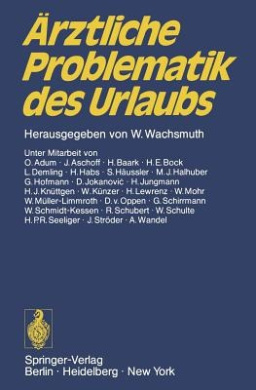 Ärztliche
Problematik
des Urlaubs
Herausgegeben von W. Wachsmuth
Unter Mitarbeit von
O. Adum · J. Aschoff · H. Baark · H. E. Bock
L. Demling · H. Habs · S. Häussler · M. J. Halhuber
G. Hofmann · D. Jokanović · H. Jungmann
H. J. Knüttgen · W. Künzer · H. Lewrenz · W. Mohr
W. Müller-Limmroth · D. v. Oppen · G. Schirrmann
W. Schmidt-Kessen · R. Schubert · W. Schulte
H. P. R. Seeliger · J. Ströder · A. Wandel
Springer-Verlag
Berlin · Heidelberg · New York